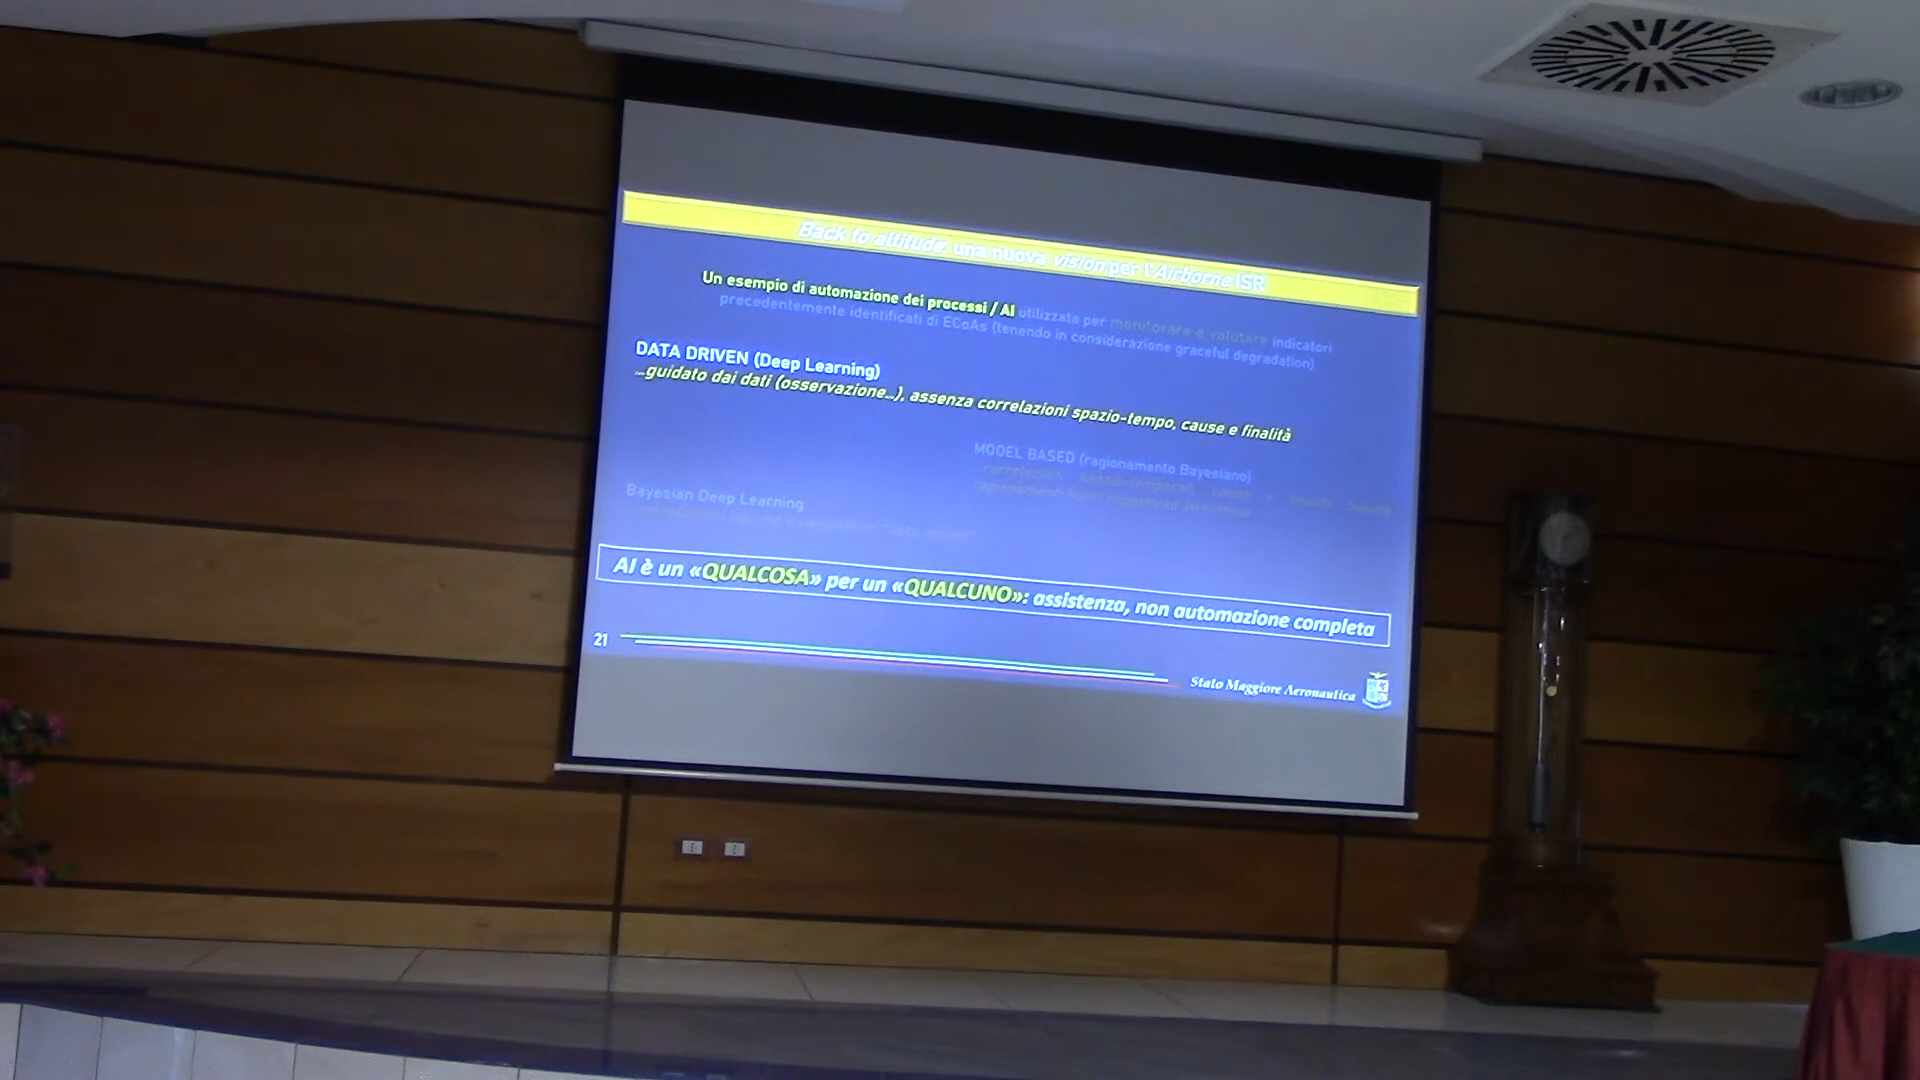 Back to altitude: una nuova vision per l'Airborne ISR
Un esempio di automazione dei processi / AI utilizzata per monitorare e valutare indicatori
precedentemente identificati di ECoAs (tenendo in considerazione graceful degradation)
DATA DRIVEN (Deep Learning)
...guidato dai dati (osservazione...), assenza correlazioni spazio-tempo, cause e finalità
MODEL BASED (ragionamento Bayesiano)
Bayesian Deep Learning
AI è un «QUALCOSA» per un «QUALCUNO»: assistenza, non automazione completa
21
Stato Maggiore Aeronautica